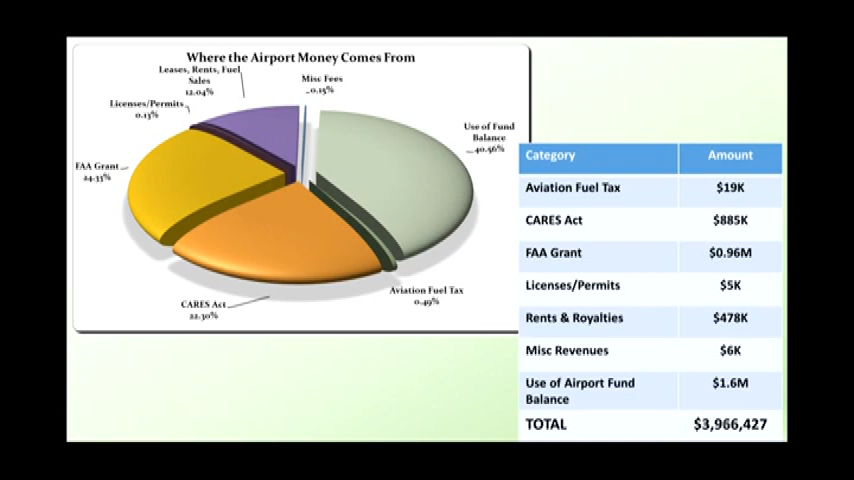 Where the Airport Money Comes From
Leases, Rents, Fuel
Sales
12.04%
Misc Fees
0.15%
Licenses/Permits
0.13%
Use of Fund
Balance
40.56%
FAA Grant
24.33%
Aviation Fuel Tax
0.49%
CARES Act
22.30%
Category Amount
Aviation Fuel Tax $19K
CARES Act $885K
FAA Grant $0.96M
Licenses/Permits $5K
Rents & Royalties $478K
Misc Revenues $6K
Use of Airport Fund $1.6M
Balance
TOTAL $3,966,427